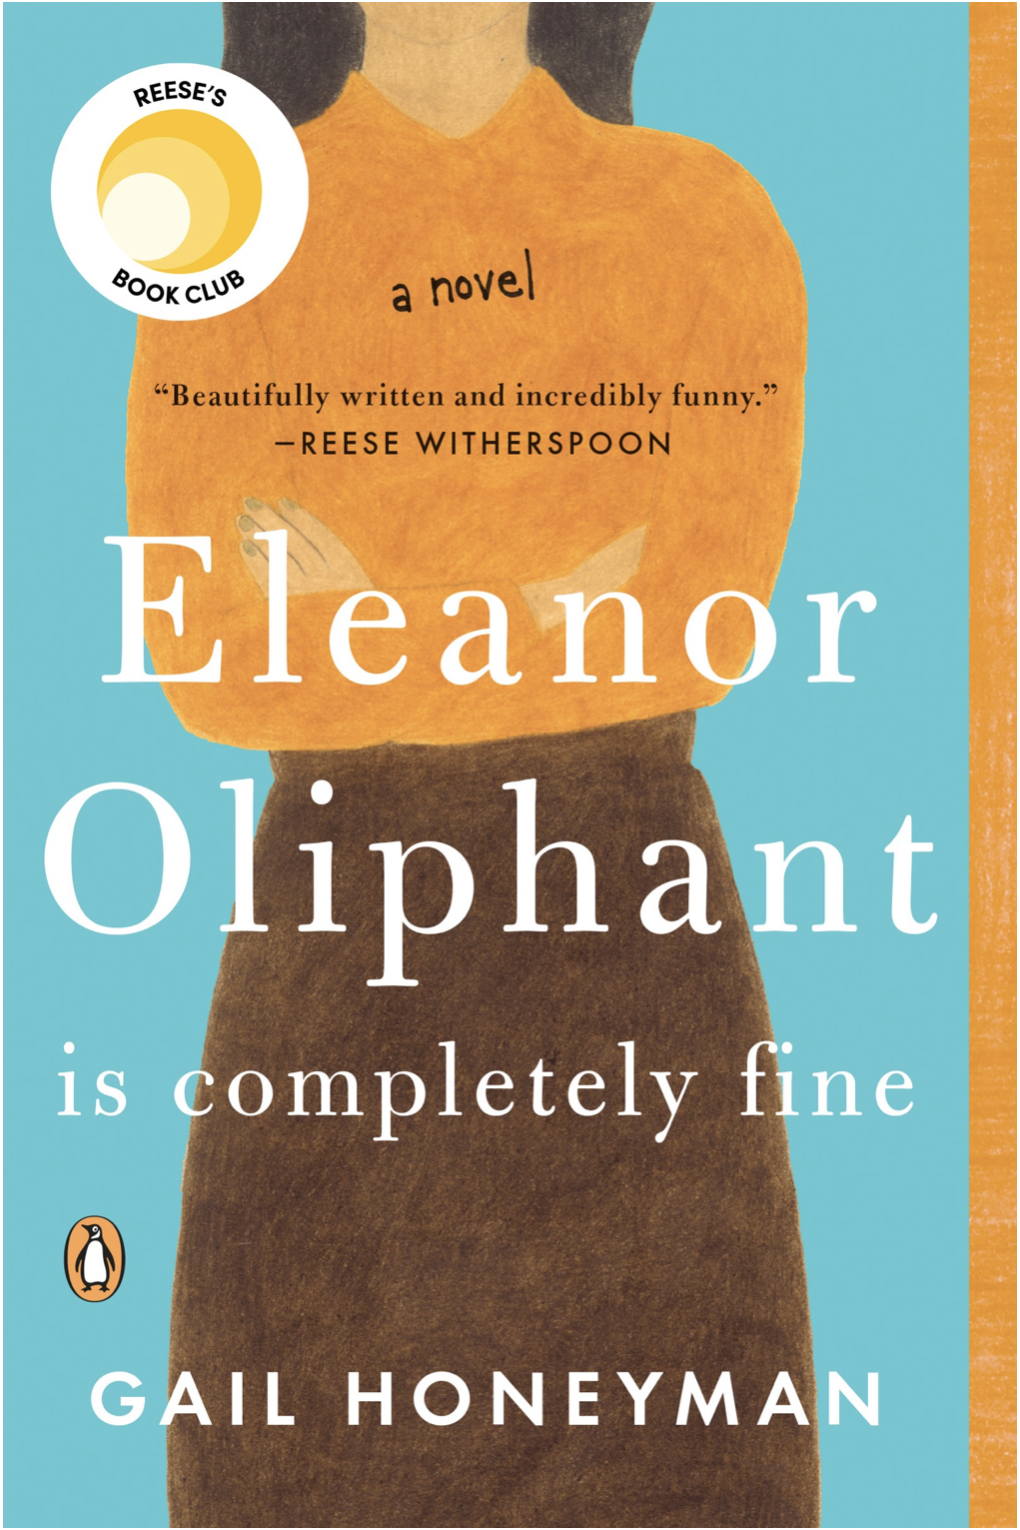 REESE'S
BOOK CLUB
a novel
“Beautifully written and incredibly funny.”
–REESE WITHERSPOON
Eleanor
Oliphant
is completely fine
GAIL HONEYMAN